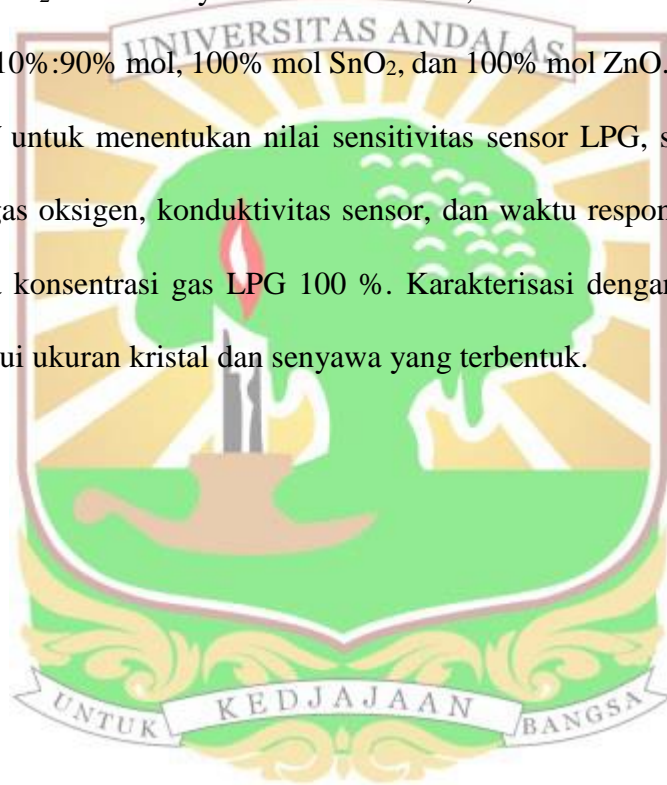 UNIVERSITAS ANDALAS
10%:90% mol, 100% mol SnO₂, dan 100% mol ZnO.
untuk menentukan nilai sensitivitas sensor LPG, s
gas oksigen, konduktivitas sensor, dan waktu respon
konsentrasi gas LPG 100 %. Karakterisasi dengan
ui ukuran kristal dan senyawa yang terbentuk.
UNTUK KEDJAJAAN BANGSA